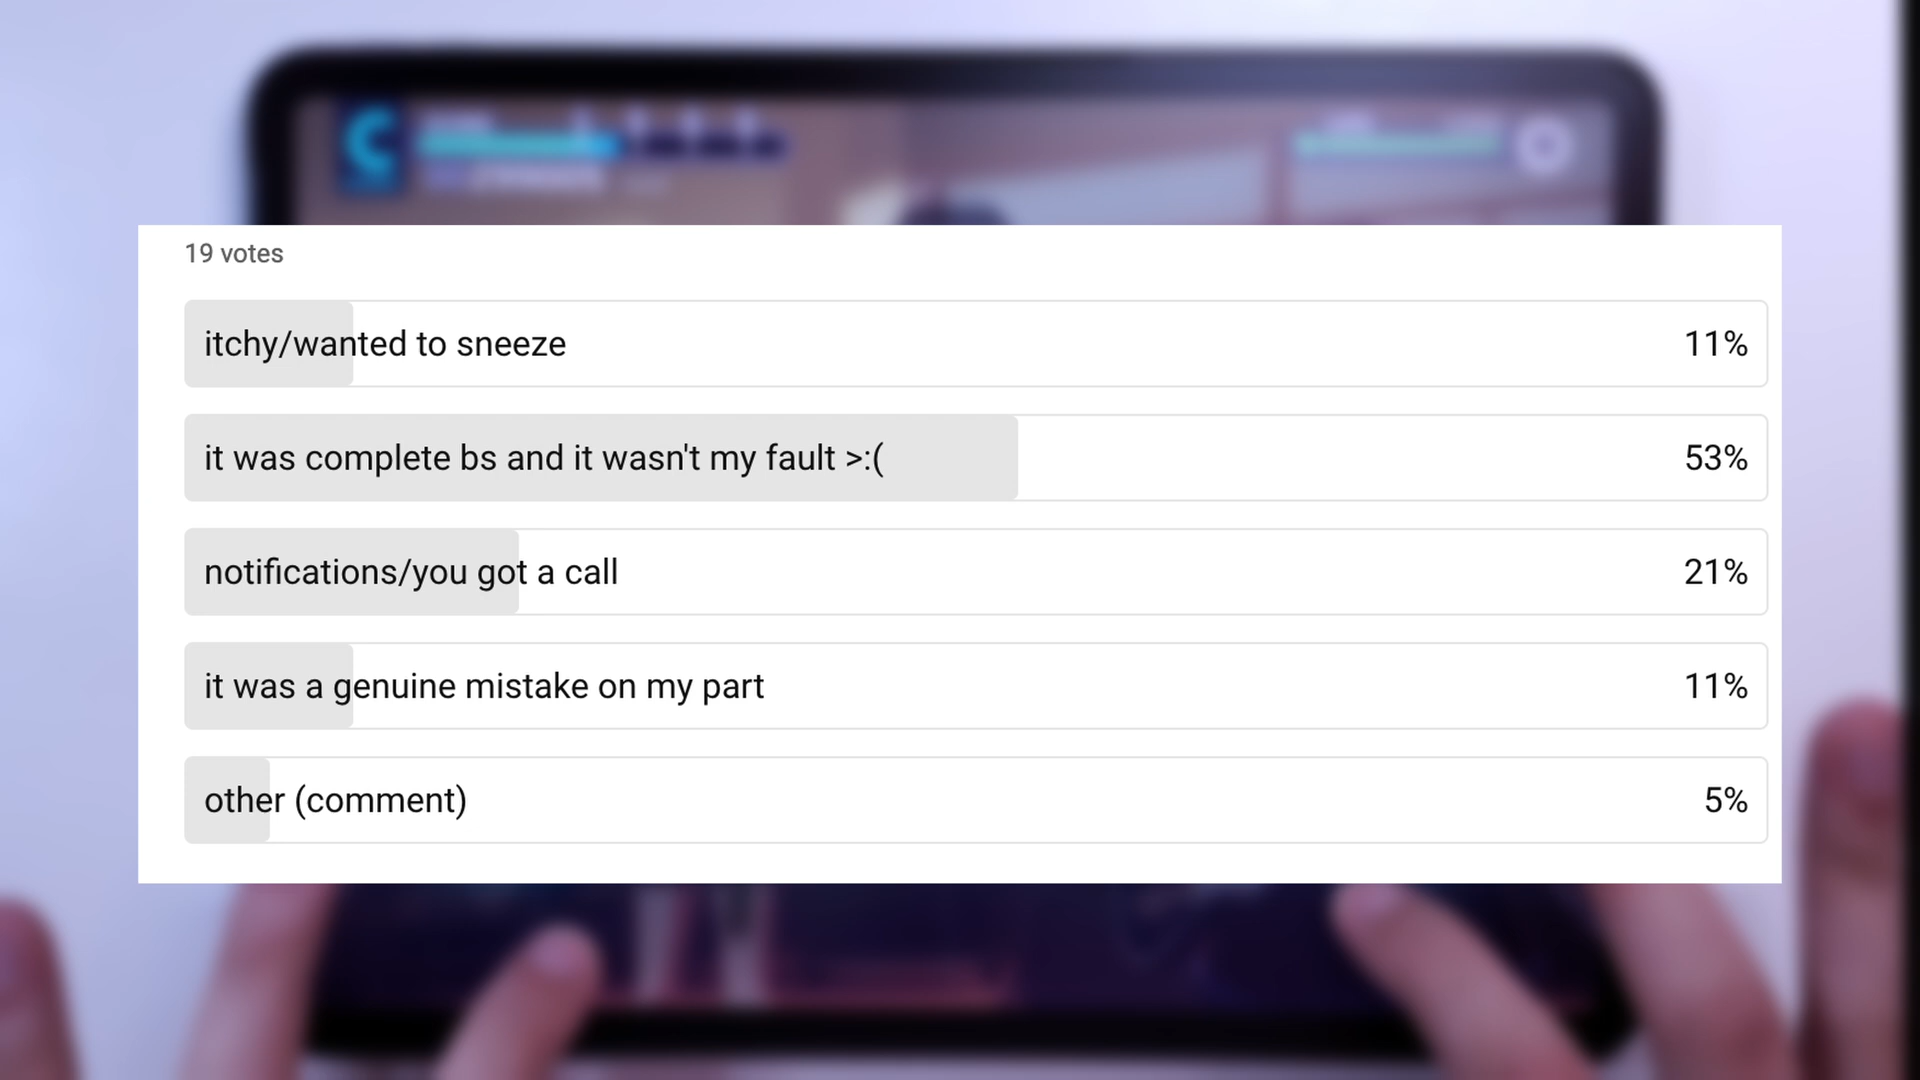 19 votes
itchy/wanted to sneeze 11%
it was complete bs and it wasn't my fault >:( 53%
notifications/you got a call 21%
it was a genuine mistake on my part 11%
other (comment) 5%